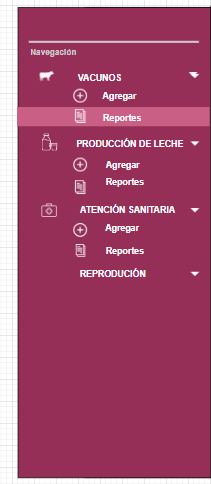 Navegación
VACUNOS
Agregar
Reportes
PRODUCCIÓN DE LECHE
Agregar
Reportes
ATENCIÓN SANITARIA
Agregar
Reportes
REPRODUCIÓN